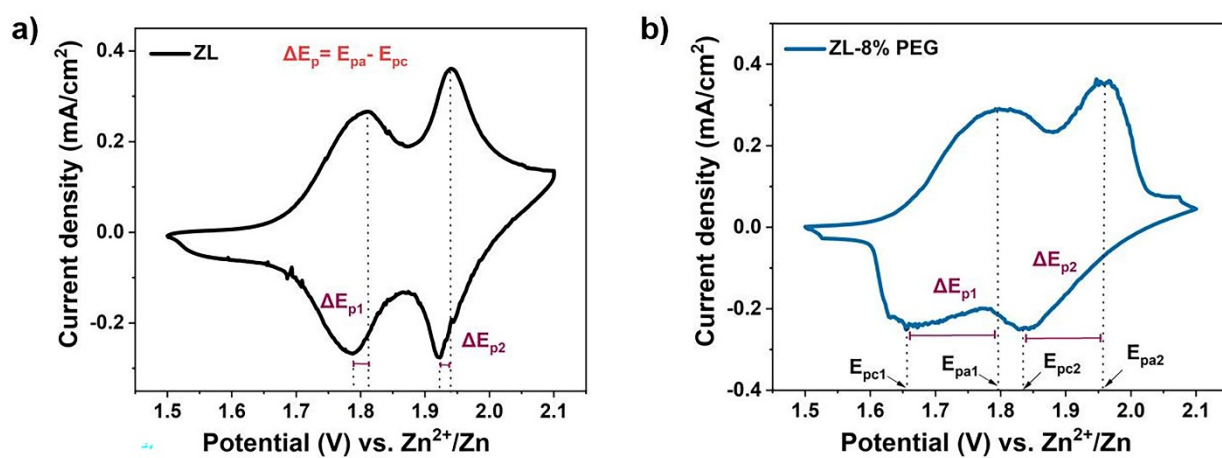 a)
ZL
ΔEp= Epa- Epc
0.4
0.2
0.0
-0.2
Current density (mA/cm²)
ΔEp1
ΔEp2
1.5 1.6 1.7 1.8 1.9 2.0 2.1
Potential (V) vs. Zn²⁺/Zn
b)
ZL-8% PEG
0.4
0.2
0.0
-0.2
-0.4
Current density (mA/cm²)
ΔEp1
ΔEp2
Epc1 Epa1 Epc2 Epa2
1.5 1.6 1.7 1.8 1.9 2.0 2.1
Potential (V) vs. Zn²⁺/Zn